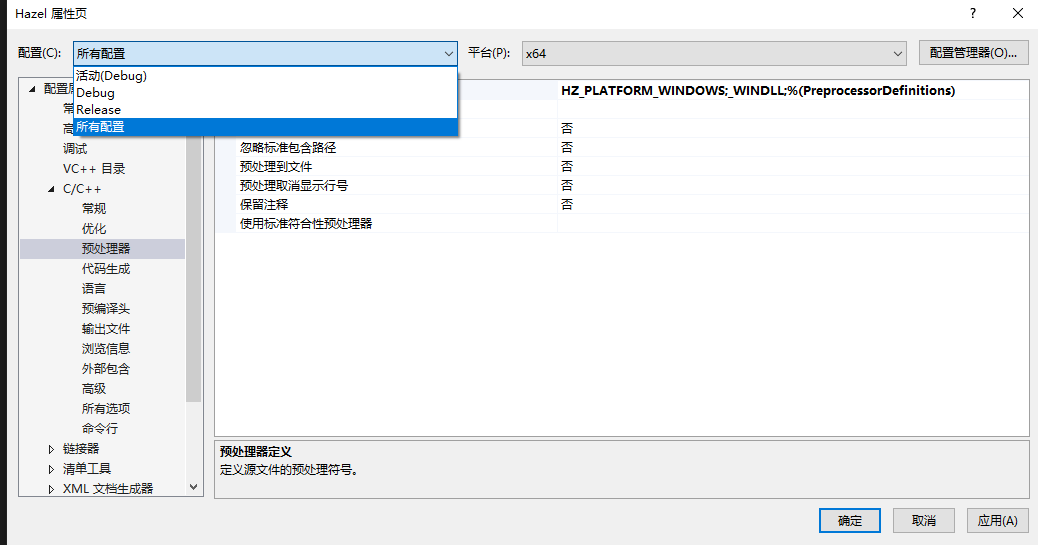 Hazel 属性页
?
配置(C):
所有配置
平台(P):
x64
配置管理器(O)...
活动(Debug)
Debug
Release
所有配置
配置
常
高
调试
VC++ 目录
C/C++
常规
优化
预处理器
代码生成
语言
预编译头
输出文件
浏览信息
外部包含
高级
所有选项
命令行
链接器
清单工具
XML 文档生成器
HZ_PLATFORM_WINDOWS;_WINDLL;%(PreprocessorDefinitions)
否
忽略标准包含路径 否
预处理到文件 否
预处理取消显示行号 否
保留注释 否
使用标准符合性预处理器
预处理器定义
定义源文件的预处理符号。
确定
取消
应用(A)